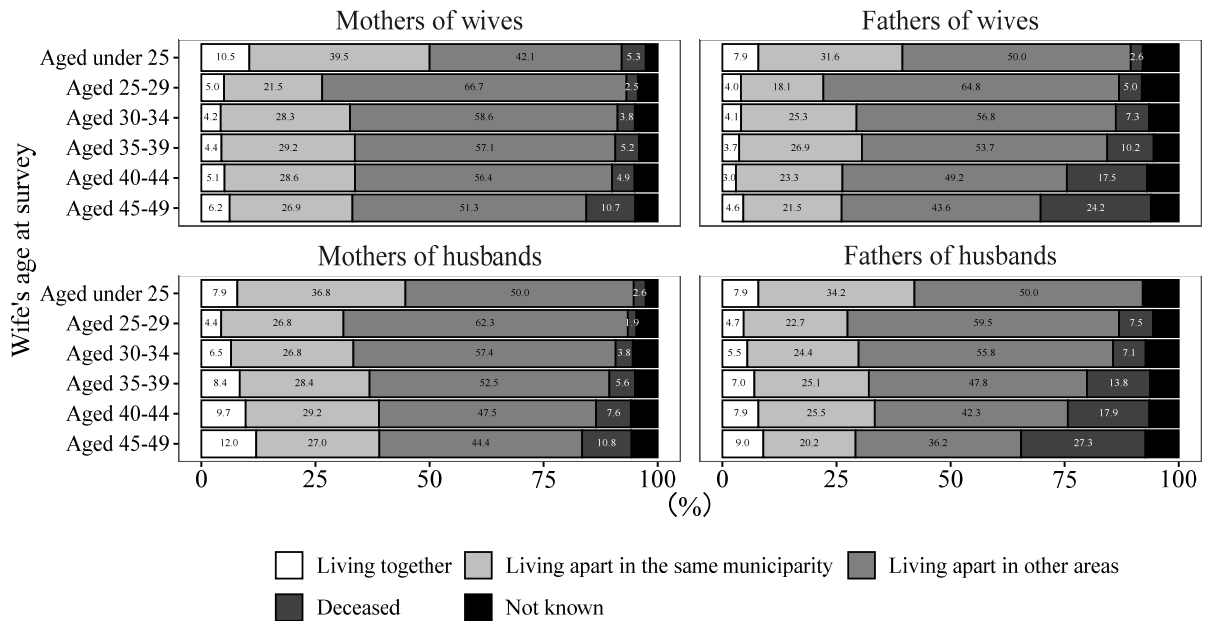 Mothers of wives
Fathers of wives
Wife's age at survey
Aged under 25 10.5 39.5 42.1 5.3 7.9 31.6 50.0 2.6
Aged 25-29 5.0 21.5 66.7 2.5 4.0 18.1 64.8 5.0
Aged 30-34 4.2 28.3 58.6 3.8 4.1 25.3 56.8 7.3
Aged 35-39 4.4 29.2 57.1 5.2 3.7 26.9 53.7 10.2
Aged 40-44 5.1 28.6 56.4 4.9 3.0 23.3 49.2 17.5
Aged 45-49 6.2 26.9 51.3 10.7 4.6 21.5 43.6 24.2
Mothers of husbands
Fathers of husbands
Aged under 25 7.9 36.8 50.0 2.6 7.9 34.2 50.0
Aged 25-29 4.4 26.8 62.3 1.9 4.7 22.7 59.5 7.5
Aged 30-34 6.5 26.8 57.4 3.8 5.5 24.4 55.8 7.1
Aged 35-39 8.4 28.4 52.5 5.6 7.0 25.1 47.8 13.8
Aged 40-44 9.7 29.2 47.5 7.6 7.9 25.5 42.3 17.9
Aged 45-49 12.0 27.0 44.4 10.8 9.0 20.2 36.2 27.3
0 25 50 75 100 0 25 50 75 100
(%)
Living together Living apart in the same municiparity Living apart in other areas
Deceased Not known